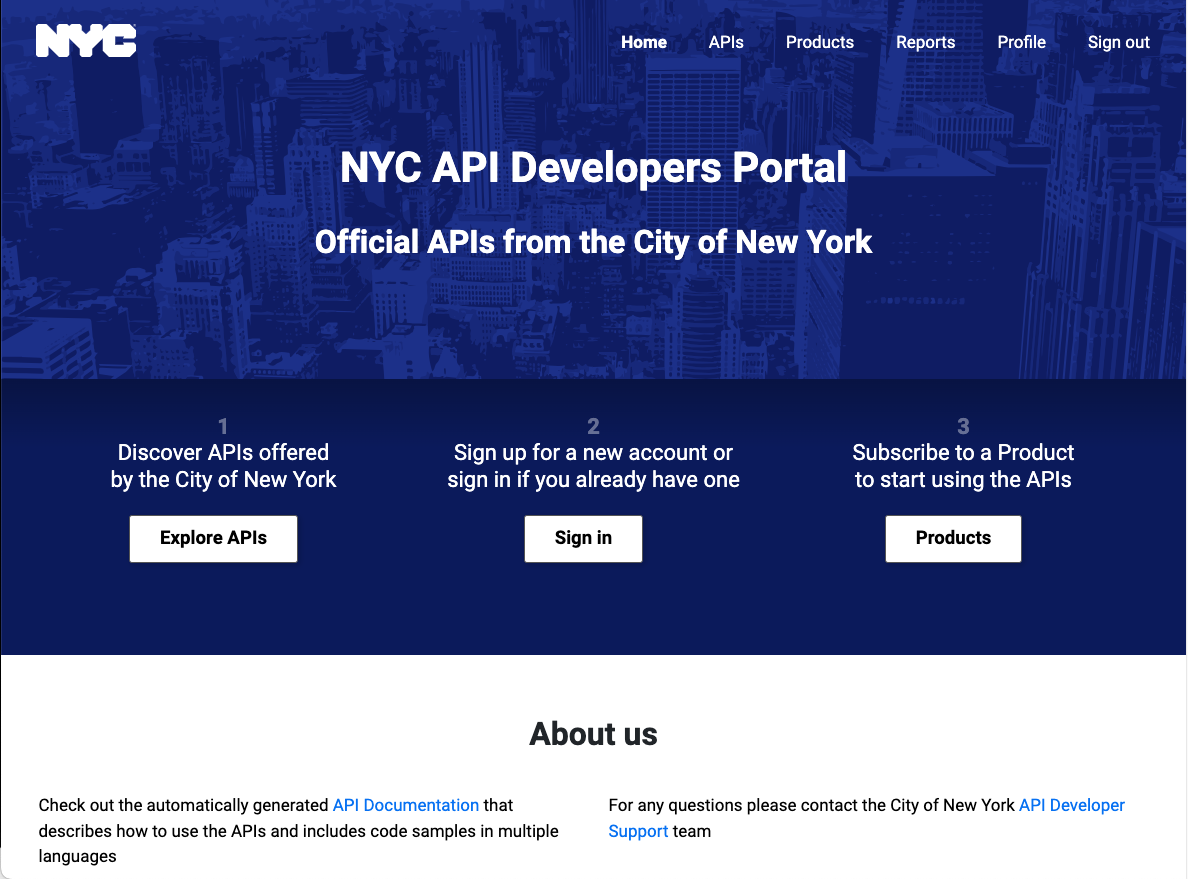 NYC
Home APIs Products Reports Profile Sign out
NYC API Developers Portal
Official APIs from the City of New York
1
Discover APIs offered
by the City of New York
Explore APIs
2
Sign up for a new account or
sign in if you already have one
Sign in
3
Subscribe to a Product
to start using the APIs
Products
About us
Check out the automatically generated API Documentation that
describes how to use the APIs and includes code samples in multiple
languages
For any questions please contact the City of New York API Developer
Support team